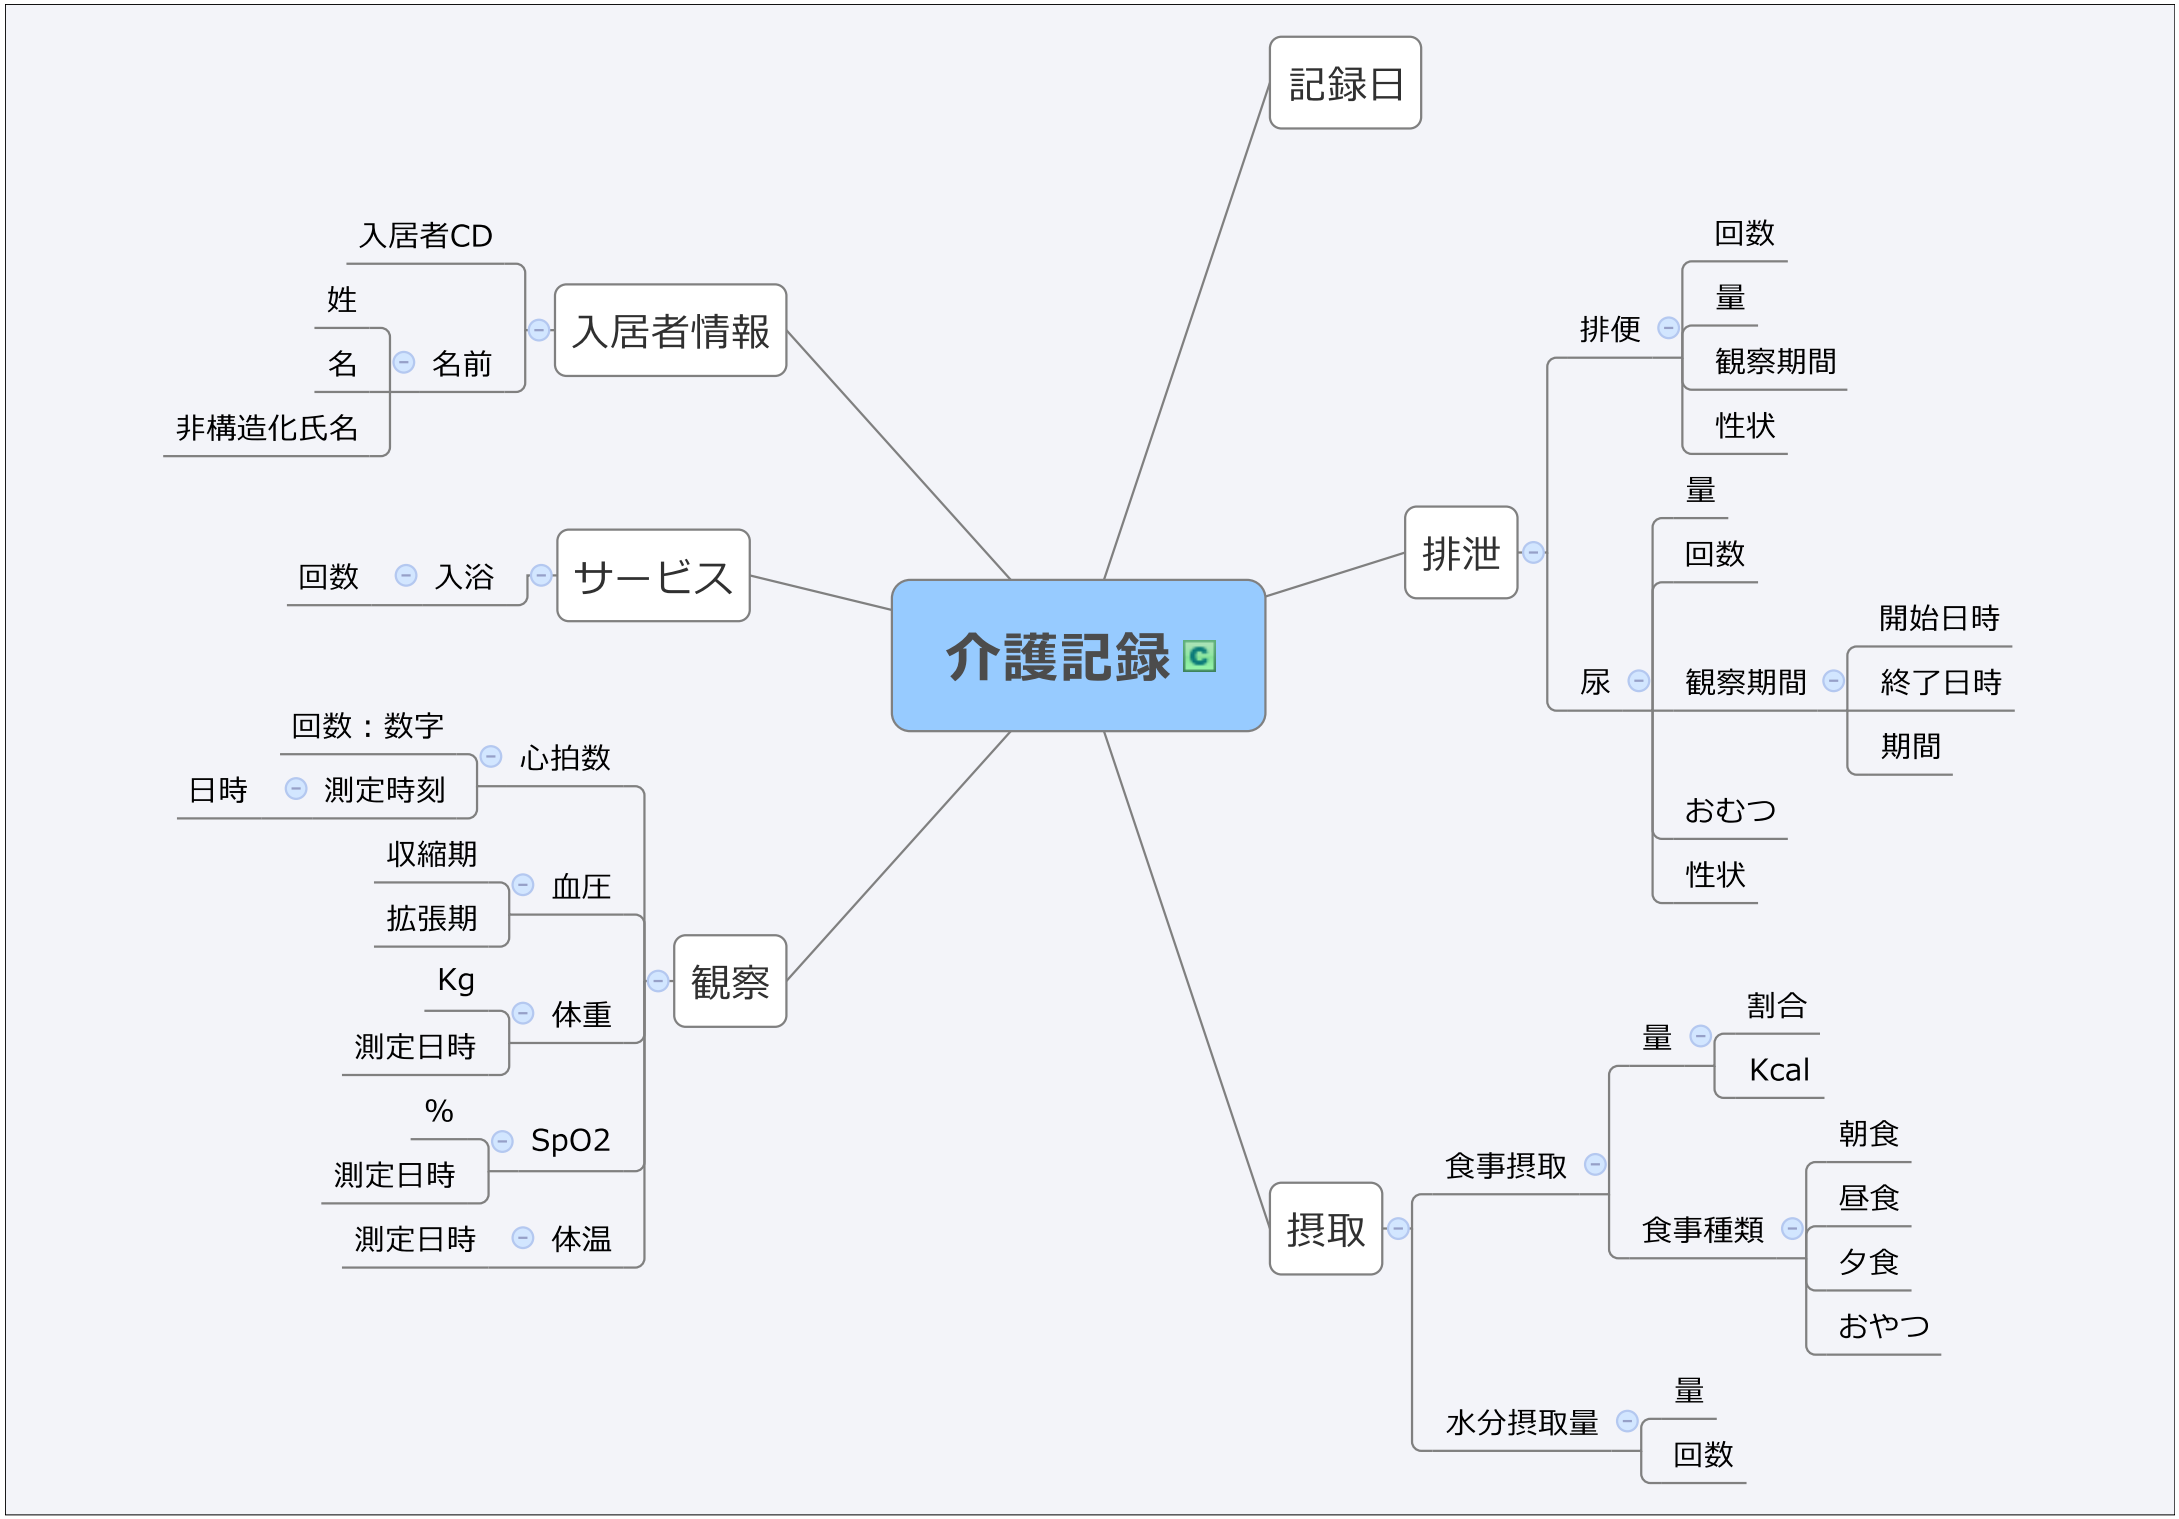 介護記録
C
記録日
排泄
排便
回数
量
観察期間
性状
尿
量
回数
観察期間
開始日時
終了日時
期間
おむつ
性状
摂取
食事摂取
量
割合
Kcal
食事種類
朝食
昼食
夕食
おやつ
水分摂取量
量
回数
入居者情報
入居者CD
名前
姓
名
非構造化氏名
サービス
入浴
回数
観察
心拍数
回数：数字
測定時刻
日時
血圧
収縮期
拡張期
体重
Kg
測定日時
SpO2
%
測定日時
体温
測定日時